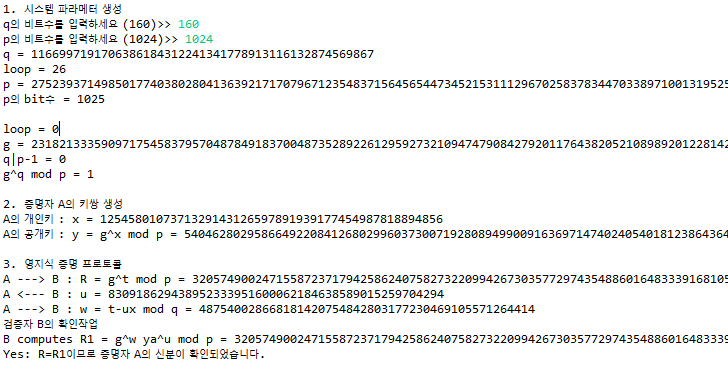 1. 시스템 파라메터 생성
q의 비트수를 입력하세요 (160)>> 160
p의 비트수를 입력하세요 (1024)>> 1024
q = 1166997191706386184312241341778913116132874569867
loop = 26
p = 2752393714985017740380280413639217170796712354837156456544734521531112967025837834470338971001319525
p의 bit수 = 1025
loop = 0
g = 2318213335909717545837957048784918370048735289226129592732109474790842792011764382052108989201228142
q|p-1 = 0
g^q mod p = 1
2. 증명자 A의 키쌍 생성
A의 개인키 : x = 1254580107371329143126597891939177454987818894856
A의 공개키 : y = g^x mod p = 540462802958664922084126802996037300719280894990091636971474024054018123864364
3. 영지식 증명 프로토콜
A ---> B : R = g^t mod p = 3205749002471558723717942586240758273220994267303577297435488601648333916810​5
A <--- B : u = 830918629438952333951600062184638589015259704294
A ---> B : w = t-ux mod q = 487540028668181420754842803177230469105571264414
검증자 B의 확인작업
B computes R1 = g^w ya^u mod p = 320574900247155872371794258624075827322099426730357729743548860164833​39
Yes: R=R1이므로 증명자 A의 신분이 확인되었습니다.